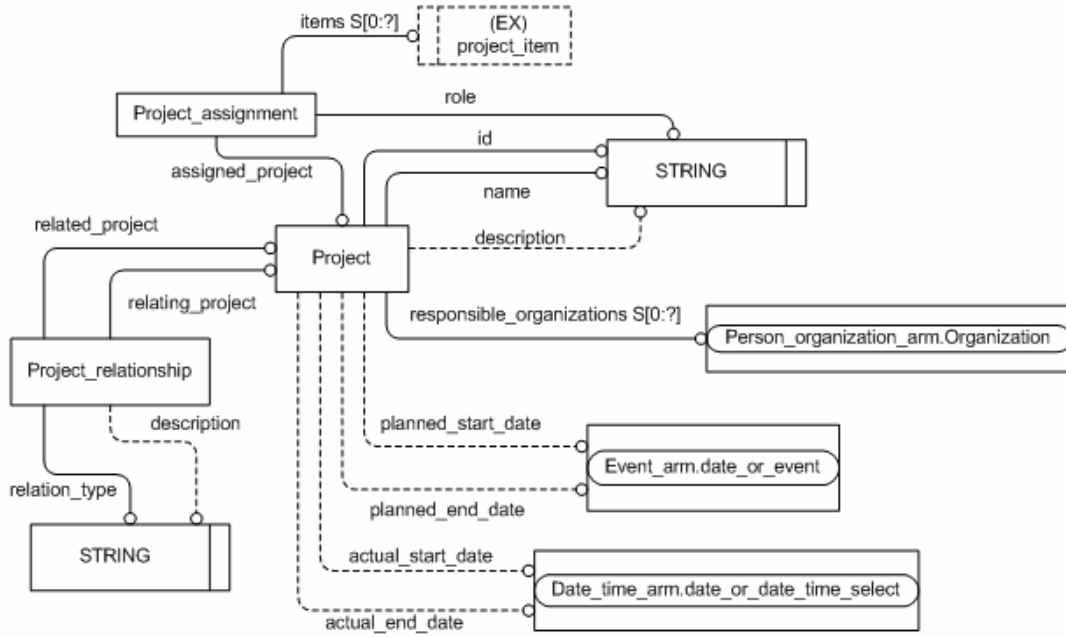 items S[0:?]
(EX)
project_item
Project_assignment
role
id
assigned_project
STRING
name
related_project
description
Project
relating_project
responsible_organizations S[0:?]
Person_organization_arm.Organization
Project_relationship
description
planned_start_date
Event_arm.date_or_event
relation_type
planned_end_date
STRING
actual_start_date
Date_time_arm.date_or_date_time_select
actual_end_date